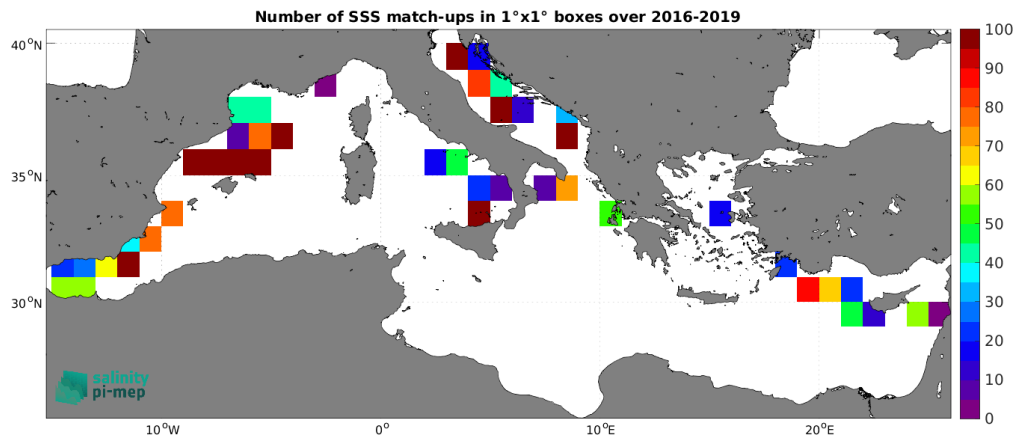 Number of SSS match-ups in 1°x1° boxes over 2016-2019
40°N
35°N
30°N
10°W
0°
10°E
20°E
100
90
80
70
60
50
40
30
20
10
0
salinity
pi-mep